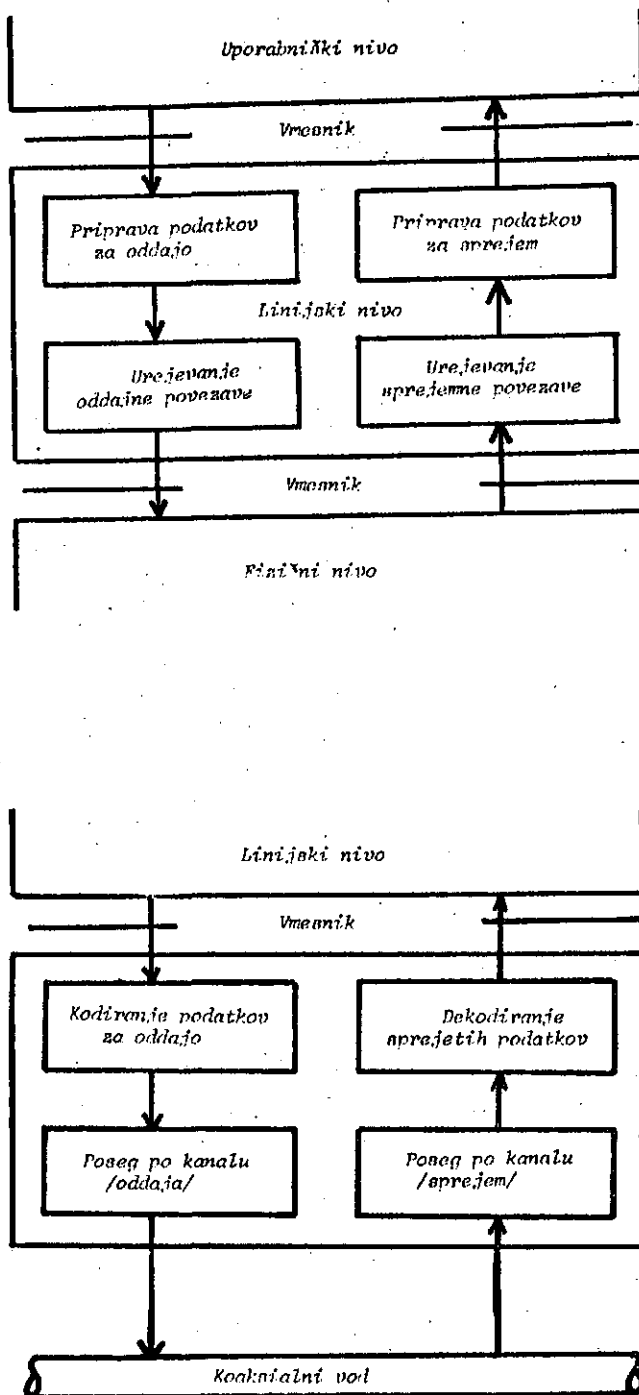 Uporabniški nivo
Vmesnik
Priprava podatkov
za oddajo
Priprava podatkov
za sprejem
Linijski nivo
Urejevanje
oddajne povezave
Urejevanje
sprejemne povezave
Vmesnik
Fizični nivo
Linijski nivo
Vmesnik
Kodiranje podatkov
za oddajo
Dekodiranje
sprejetih podatkov
Poseg po kanalu
/oddaja/
Poseg po kanalu
/sprejem/
Koaksialni vod